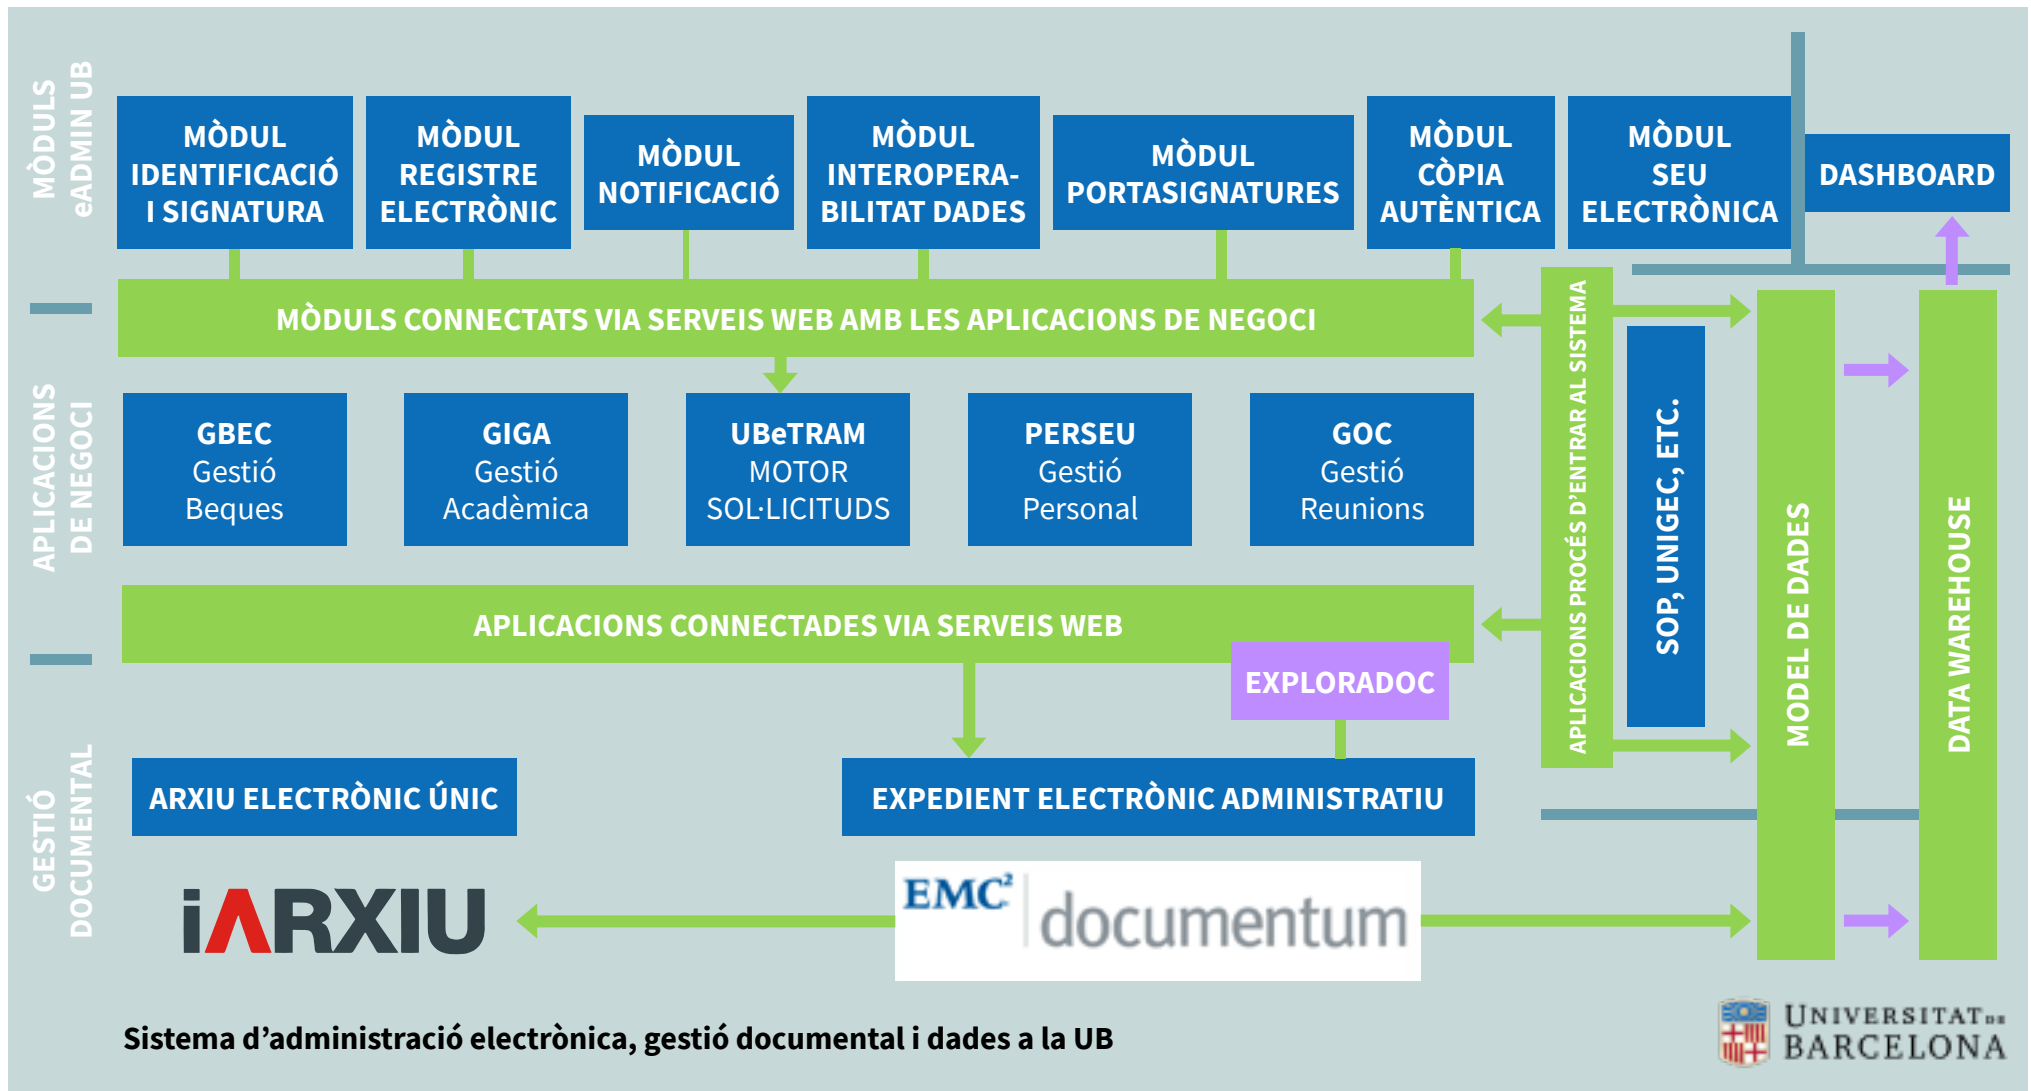 MÒDULS
eADMIN UB
MÒDUL
IDENTIFICACIÓ
I SIGNATURA
MÒDUL
REGISTRE
ELECTRÒNIC
MÒDUL
NOTIFICACIÓ
MÒDUL
INTEROPERA-
BILITAT DADES
MÒDUL
PORTASIGNATURES
MÒDUL
CÒPIA
AUTÈNTICA
MÒDUL
SEU
ELECTRÒNICA
DASHBOARD
MÒDULS CONNECTATS VIA SERVEIS WEB AMB LES APLICACIONS DE NEGOCI
APLICACIONS
DE NEGOCI
GBEC
Gestió
Beques
GIGA
Gestió
Acadèmica
UBeTRAM
MOTOR
SOL·LICITUDS
PERSEU
Gestió
Personal
GOC
Gestió
Reunions
APLICACIONS PROCÉS D’ENTRAR AL SISTEMA
SOP, UNIGEC, ETC.
MODEL DE DADES
DATA WAREHOUSE
APLICACIONS CONNECTADES VIA SERVEIS WEB
EXPLORADOC
GESTIÓ
DOCUMENTAL
ARXIU ELECTRÒNIC ÚNIC
EXPEDIENT ELECTRÒNIC ADMINISTRATIU
iARXIU
EMC²
documentum
Sistema d’administració electrònica, gestió documental i dades a la UB
UNIVERSITAT DE
BARCELONA